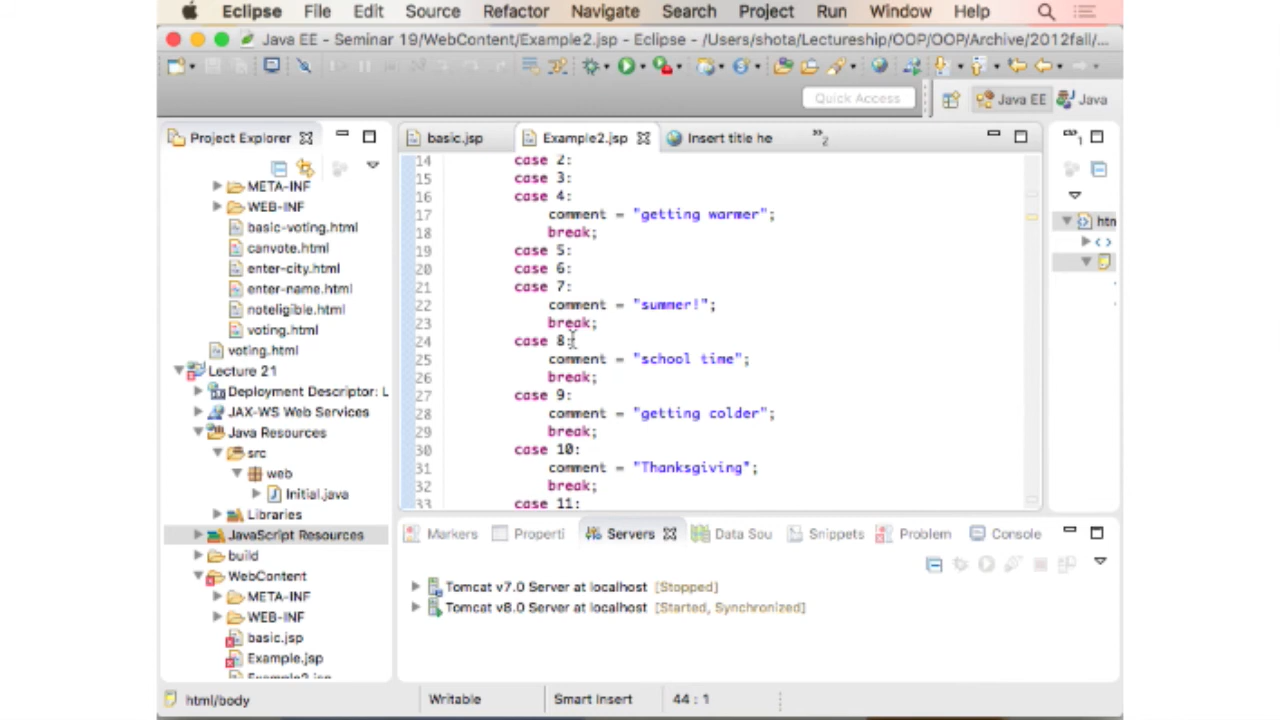 Eclipse File Edit Source Refactor Navigate Search Project Run Window Help
Java EE - Seminar 19/WebContent/Example2.jsp - Eclipse - /Users/shota/Lectureship/OOP/OOP/Archive/2012fall/...
Quick Access
Java EE
Java
Project Explorer
basic.jsp
Example2.jsp
Insert title he
»2
»1
META-INF
WEB-INF
basic-voting.html
canvote.html
enter-city.html
enter-name.html
noteligible.html
voting.html
voting.html
Lecture 21
Deployment Descriptor: L
JAX-WS Web Services
Java Resources
src
web
Initial.java
Libraries
JavaScript Resources
build
WebContent
META-INF
WEB-INF
basic.jsp
Example.jsp
Example2.jsp
14 case 2:
15 case 3:
16 case 4:
17 comment = "getting warmer";
18 break;
19 case 5:
20 case 6:
21 case 7:
22 comment = "summer!";
23 break;
24 case 8:
25 comment = "school time";
26 break;
27 case 9:
28 comment = "getting colder";
29 break;
30 case 10:
31 comment = "Thanksgiving";
32 break;
33 case 11:
htn
Markers
Properti
Servers
Data Sou
Snippets
Problem
Console
Tomcat v7.0 Server at localhost [Stopped]
Tomcat v8.0 Server at localhost [Started, Synchronized]
html/body
Writable
Smart Insert
44 : 1